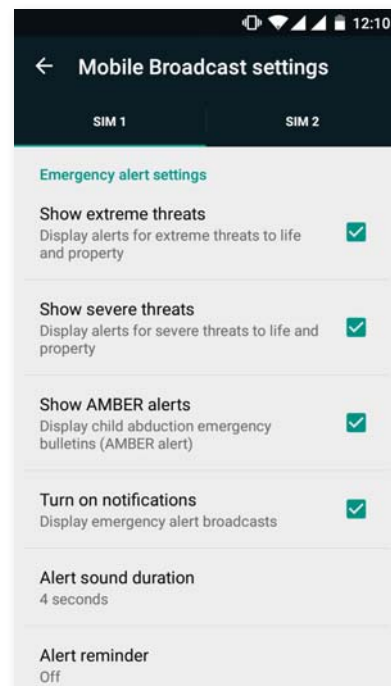 12:10
Mobile Broadcast settings
SIM 1 SIM 2
Emergency alert settings
Show extreme threats
Display alerts for extreme threats to life
and property
Show severe threats
Display alerts for severe threats to life and
property
Show AMBER alerts
Display child abduction emergency
bulletins (AMBER alert)
Turn on notifications
Display emergency alert broadcasts
Alert sound duration
4 seconds
Alert reminder
Off